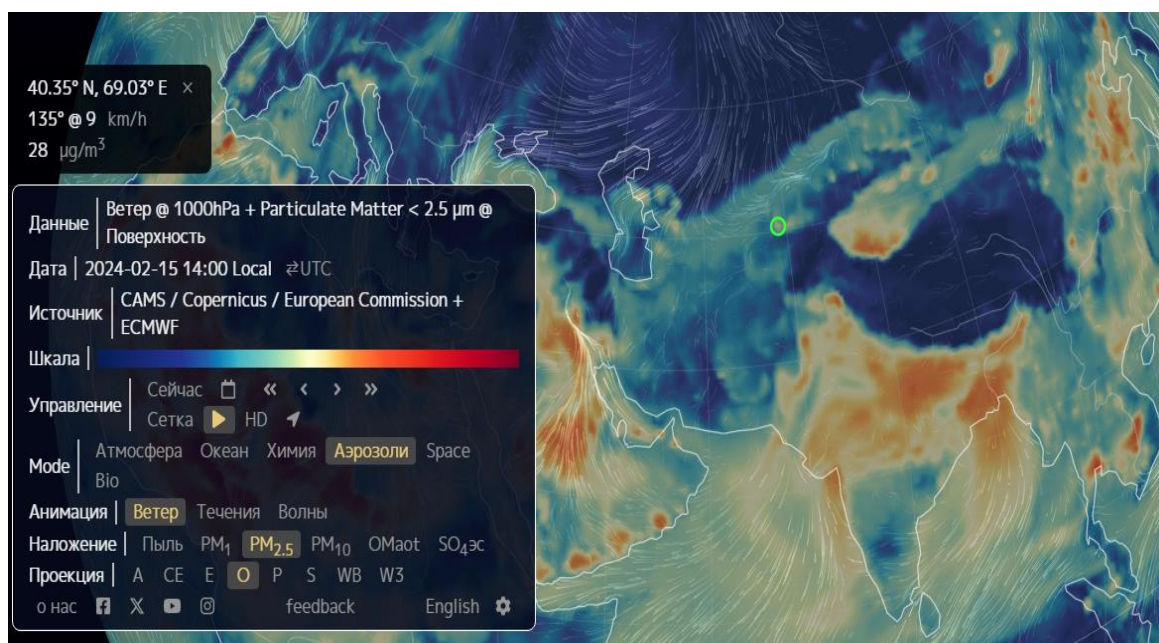 40.35° N, 69.03° E ×
135° @ 9 km/h
28 µg/m³
Данные | Ветер @ 1000hPa + Particulate Matter < 2.5 µm @
Поверхность
Дата | 2024-02-15 14:00 Local ⇄UTC
Источник | CAMS / Copernicus / European Commission +
ECMWF
Шкала |
Управление | Сейчас « ‹ › »
Сетка HD
Mode | Атмосфера Океан Химия Аэрозоли Space
Bio
Анимация | Ветер Течения Волны
Наложение | Пыль PM₁ PM₂.₅ PM₁₀ OMaot SO₄эс
Проекция | A CE E O P S WB W3
о нас feedback English